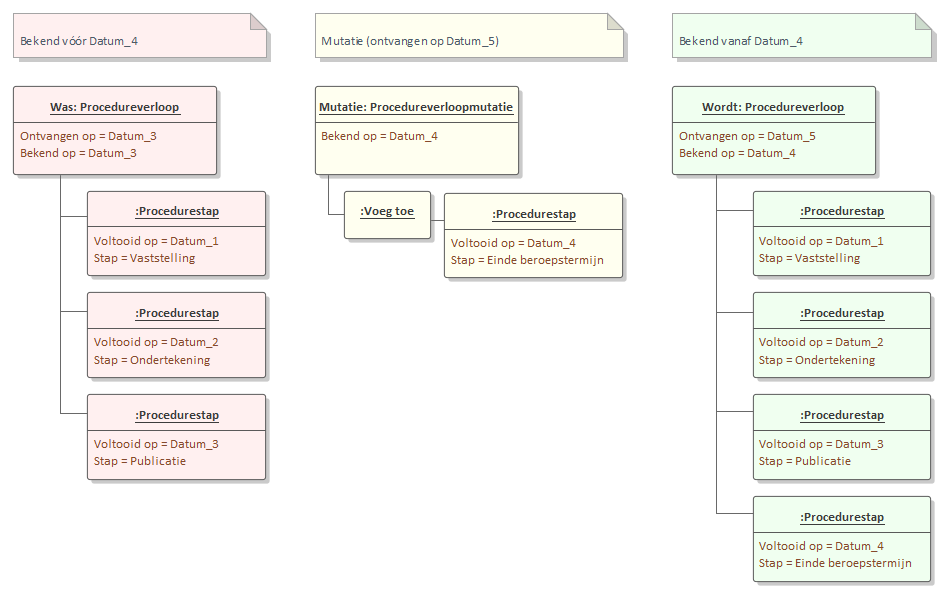 Bekend vóór Datum_4
Was: Procedureverloop
Ontvangen op = Datum_3
Bekend op = Datum_3
:Procedurestap
Voltooid op = Datum_1
Stap = Vaststelling
:Procedurestap
Voltooid op = Datum_2
Stap = Ondertekening
:Procedurestap
Voltooid op = Datum_3
Stap = Publicatie
Mutatie (ontvangen op Datum_5)
Mutatie: Procedureverloopmutatie
Bekend op = Datum_4
:Voeg toe
:Procedurestap
Voltooid op = Datum_4
Stap = Einde beroepstermijn
Bekend vanaf Datum_4
Wordt: Procedureverloop
Ontvangen op = Datum_5
Bekend op = Datum_4
:Procedurestap
Voltooid op = Datum_1
Stap = Vaststelling
:Procedurestap
Voltooid op = Datum_2
Stap = Ondertekening
:Procedurestap
Voltooid op = Datum_3
Stap = Publicatie
:Procedurestap
Voltooid op = Datum_4
Stap = Einde beroepstermijn